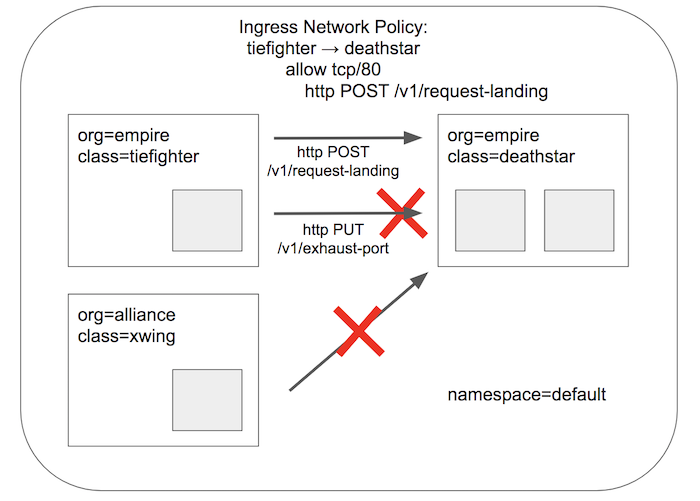 Ingress Network Policy:
tiefighter → deathstar
allow tcp/80
http POST /v1/request-landing
org=empire
class=tiefighter
http POST
/v1/request-landing
http PUT
/v1/exhaust-port
org=empire
class=deathstar
org=alliance
class=xwing
namespace=default